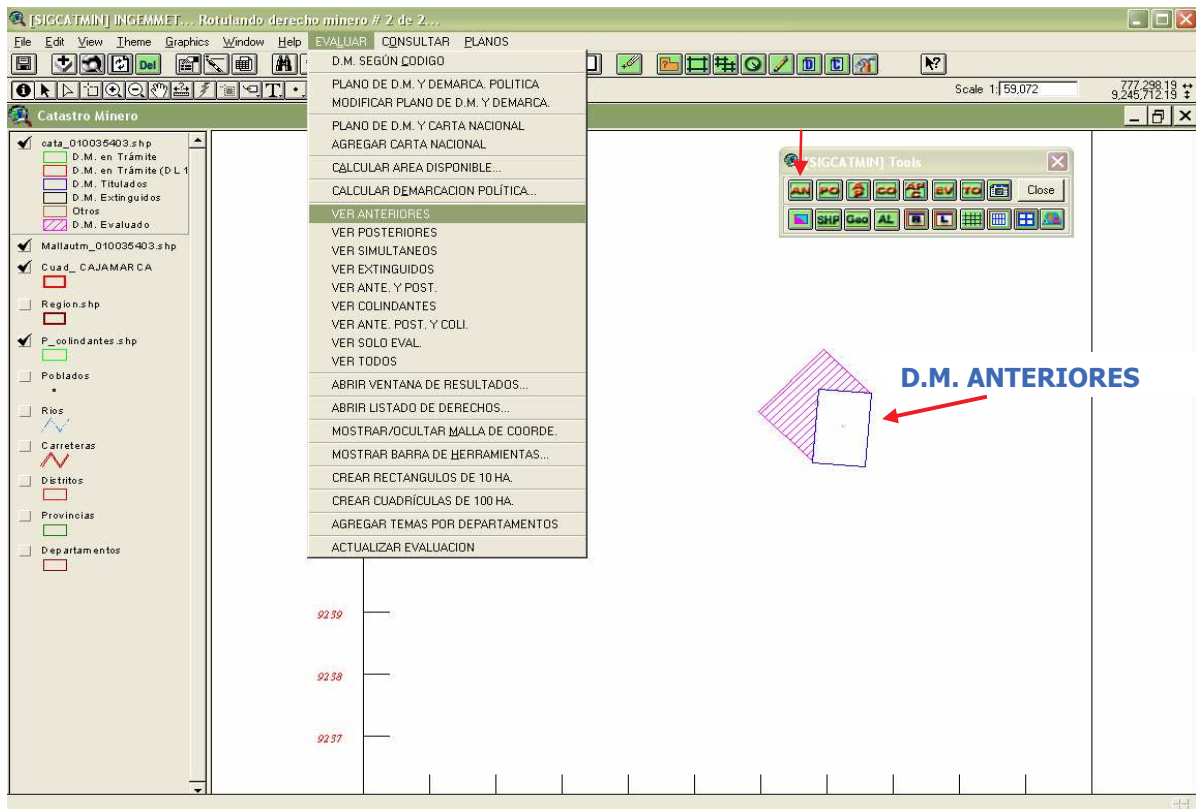 [SIGCATMIN] INGEMMET... Rotulando derecho minero # 2 de 2...
File Edit View Theme Graphics Window Help EVALUAR CONSULTAR PLANOS
Del
Scale 1: 59,072
777,298.19
9,245,712.19
Catastro Minero
cata_010035403.shp
D.M. en Trámite
D.M. en Trámite (D L 1
D.M. Titulados
D.M. Extinguidos
Otros
D.M. Evaluado
Mallautm_010035403.shp
Cuad_ CAJAMARCA
Region.shp
P_colindantes.shp
Poblados
Rios
Carreteras
Distritos
Provincias
Departamentos
D.M. SEGÚN CODIGO
PLANO DE D.M. Y DEMARCA. POLITICA
MODIFICAR PLANO DE D.M. Y DEMARCA.
PLANO DE D.M. Y CARTA NACIONAL
AGREGAR CARTA NACIONAL
CALCULAR AREA DISPONIBLE...
CALCULAR DEMARCACION POLÍTICA...
VER ANTERIORES
VER POSTERIORES
VER SIMULTANEOS
VER EXTINGUIDOS
VER ANTE. Y POST.
VER COLINDANTES
VER ANTE. POST. Y COLI.
VER SOLO EVAL.
VER TODOS
ABRIR VENTANA DE RESULTADOS...
ABRIR LISTADO DE DERECHOS...
MOSTRAR/OCULTAR MALLA DE COORDE.
MOSTRAR BARRA DE HERRAMIENTAS...
CREAR RECTANGULOS DE 10 HA.
CREAR CUADRÍCULAS DE 100 HA.
AGREGAR TEMAS POR DEPARTAMENTOS
ACTUALIZAR EVALUACION
[SIGCATMIN] Tools
AN PO CO EV TO Close
SHP Geo AL R L
D.M. ANTERIORES
9239
9238
9237